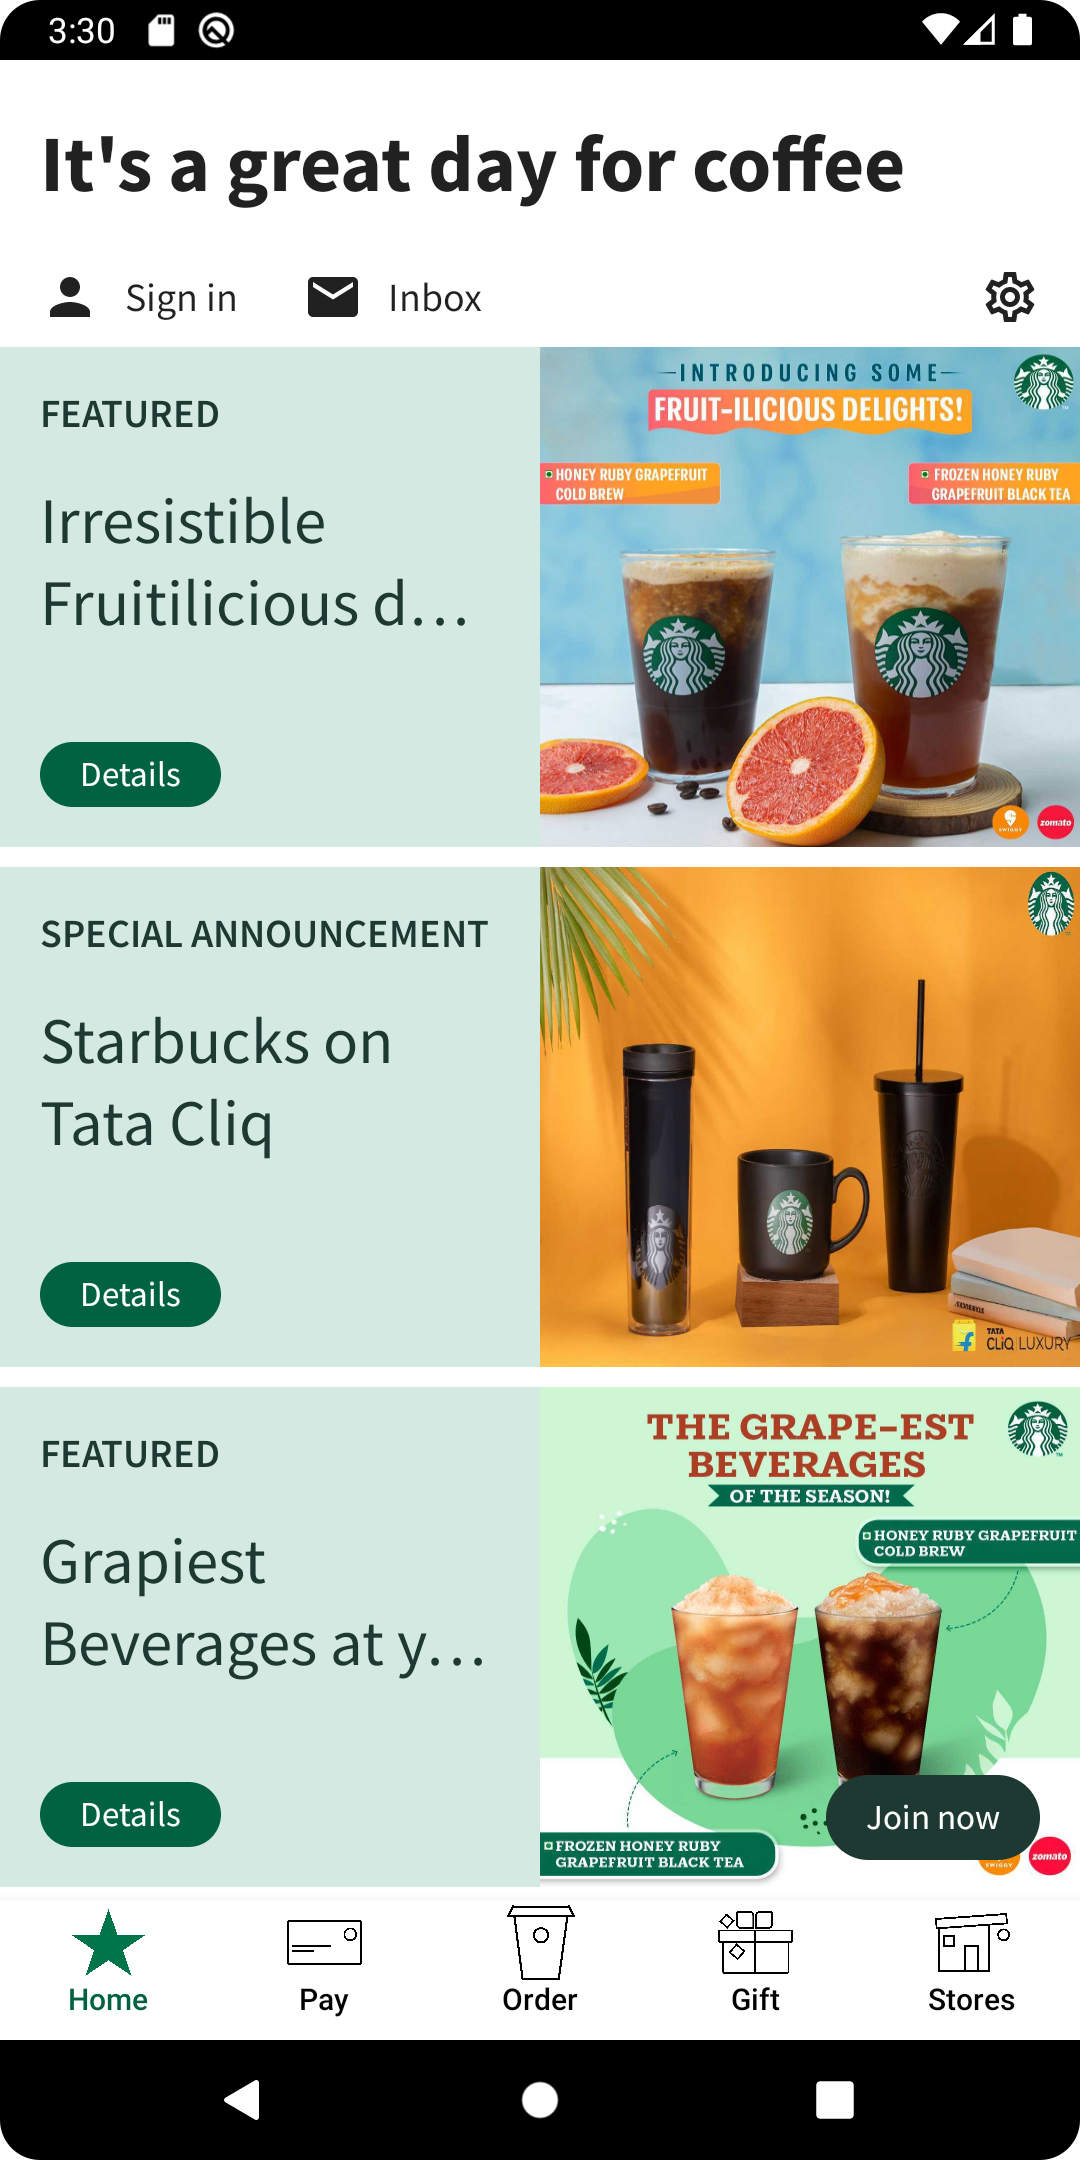 3:30
It's a great day for coffee
Sign in
Inbox
FEATURED
Irresistible
Fruitilicious d...
Details
INTRODUCING SOME
FRUIT-ILICIOUS DELIGHTS!
HONEY RUBY GRAPEFRUIT
COLD BREW
FROZEN HONEY RUBY
GRAPEFRUIT BLACK TEA
SWIGGY
zomato
SPECIAL ANNOUNCEMENT
Starbucks on
Tata Cliq
Details
STARBUCKS
TATA
CLiQ LUXURY
FEATURED
Grapiest
Beverages at y...
Details
THE GRAPE-EST
BEVERAGES
OF THE SEASON!
HONEY RUBY GRAPEFRUIT
COLD BREW
FROZEN HONEY RUBY
GRAPEFRUIT BLACK TEA
Join now
SWIGGY
zomato
Home
Pay
Order
Gift
Stores